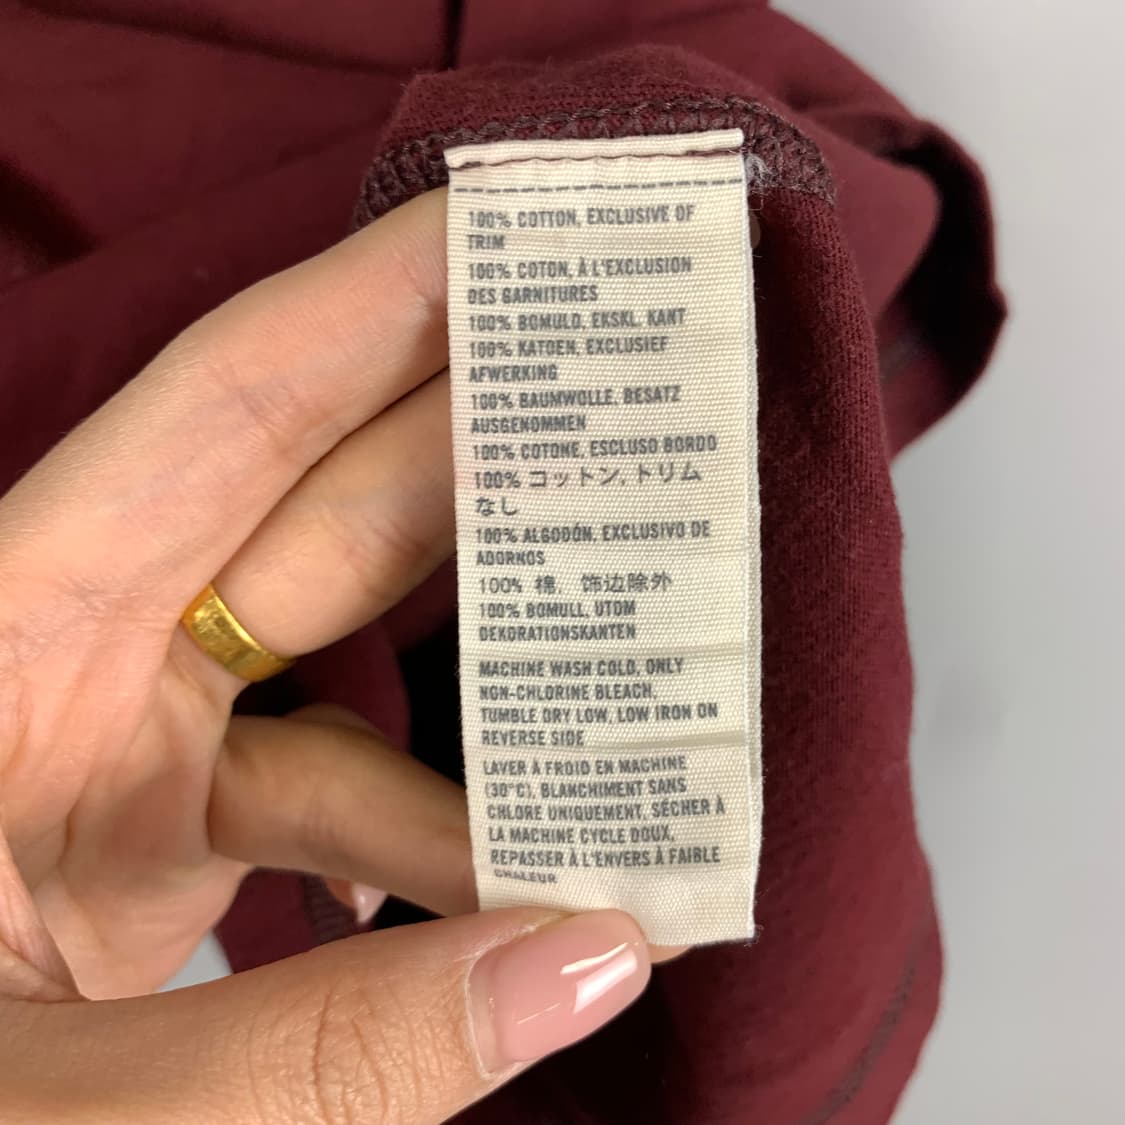 100% COTTON, EXCLUSIVE OF
TRIM
100% COTON, À L'EXCLUSION
DES GARNITURES
100% BOMULD, EKSKL. KANT
100% KATOEN, EXCLUSIEF
AFWERKING
100% BAUMWOLLE, BESATZ
AUSGENOMMEN
100% COTONE, ESCLUSO BORDO
100% コットン, トリム
なし
100% ALGODÓN, EXCLUSIVO DE
ADORNOS
100% 棉, 饰边除外
100% BOMULL, UTOM
DEKORATIONSKANTEN
MACHINE WASH COLD, ONLY
NON-CHLORINE BLEACH,
TUMBLE DRY LOW, LOW IRON ON
REVERSE SIDE
LAVER À FROID EN MACHINE
(30°C), BLANCHIMENT SANS
CHLORE UNIQUEMENT, SÉCHER À
LA MACHINE CYCLE DOUX,
REPASSER À L'ENVERS À FAIBLE
CHALEUR